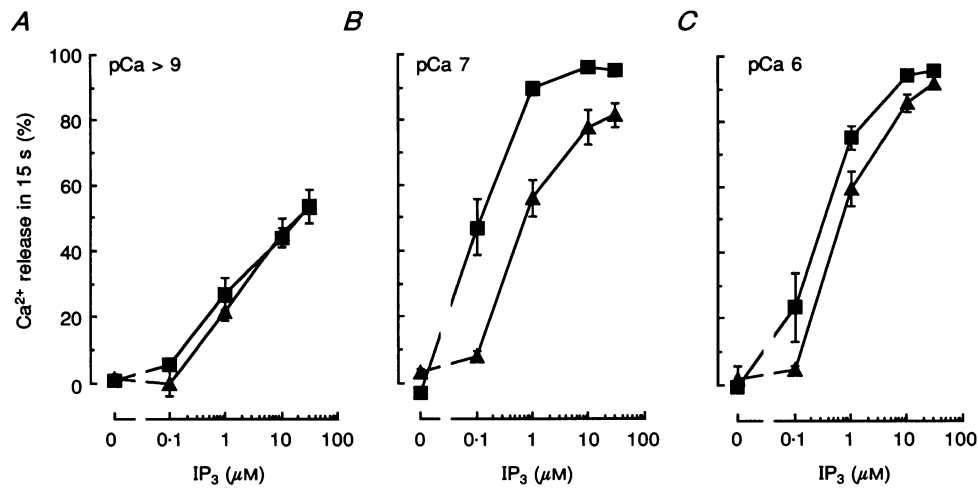 A B C
pCa > 9 pCa 7 pCa 6
Ca²⁺ release in 15 s (%)
100
80
60
40
20
0
0 0·1 1 10 100 0 0·1 1 10 100 0 0·1 1 10 100
IP₃ (μM) IP₃ (μM) IP₃ (μM)